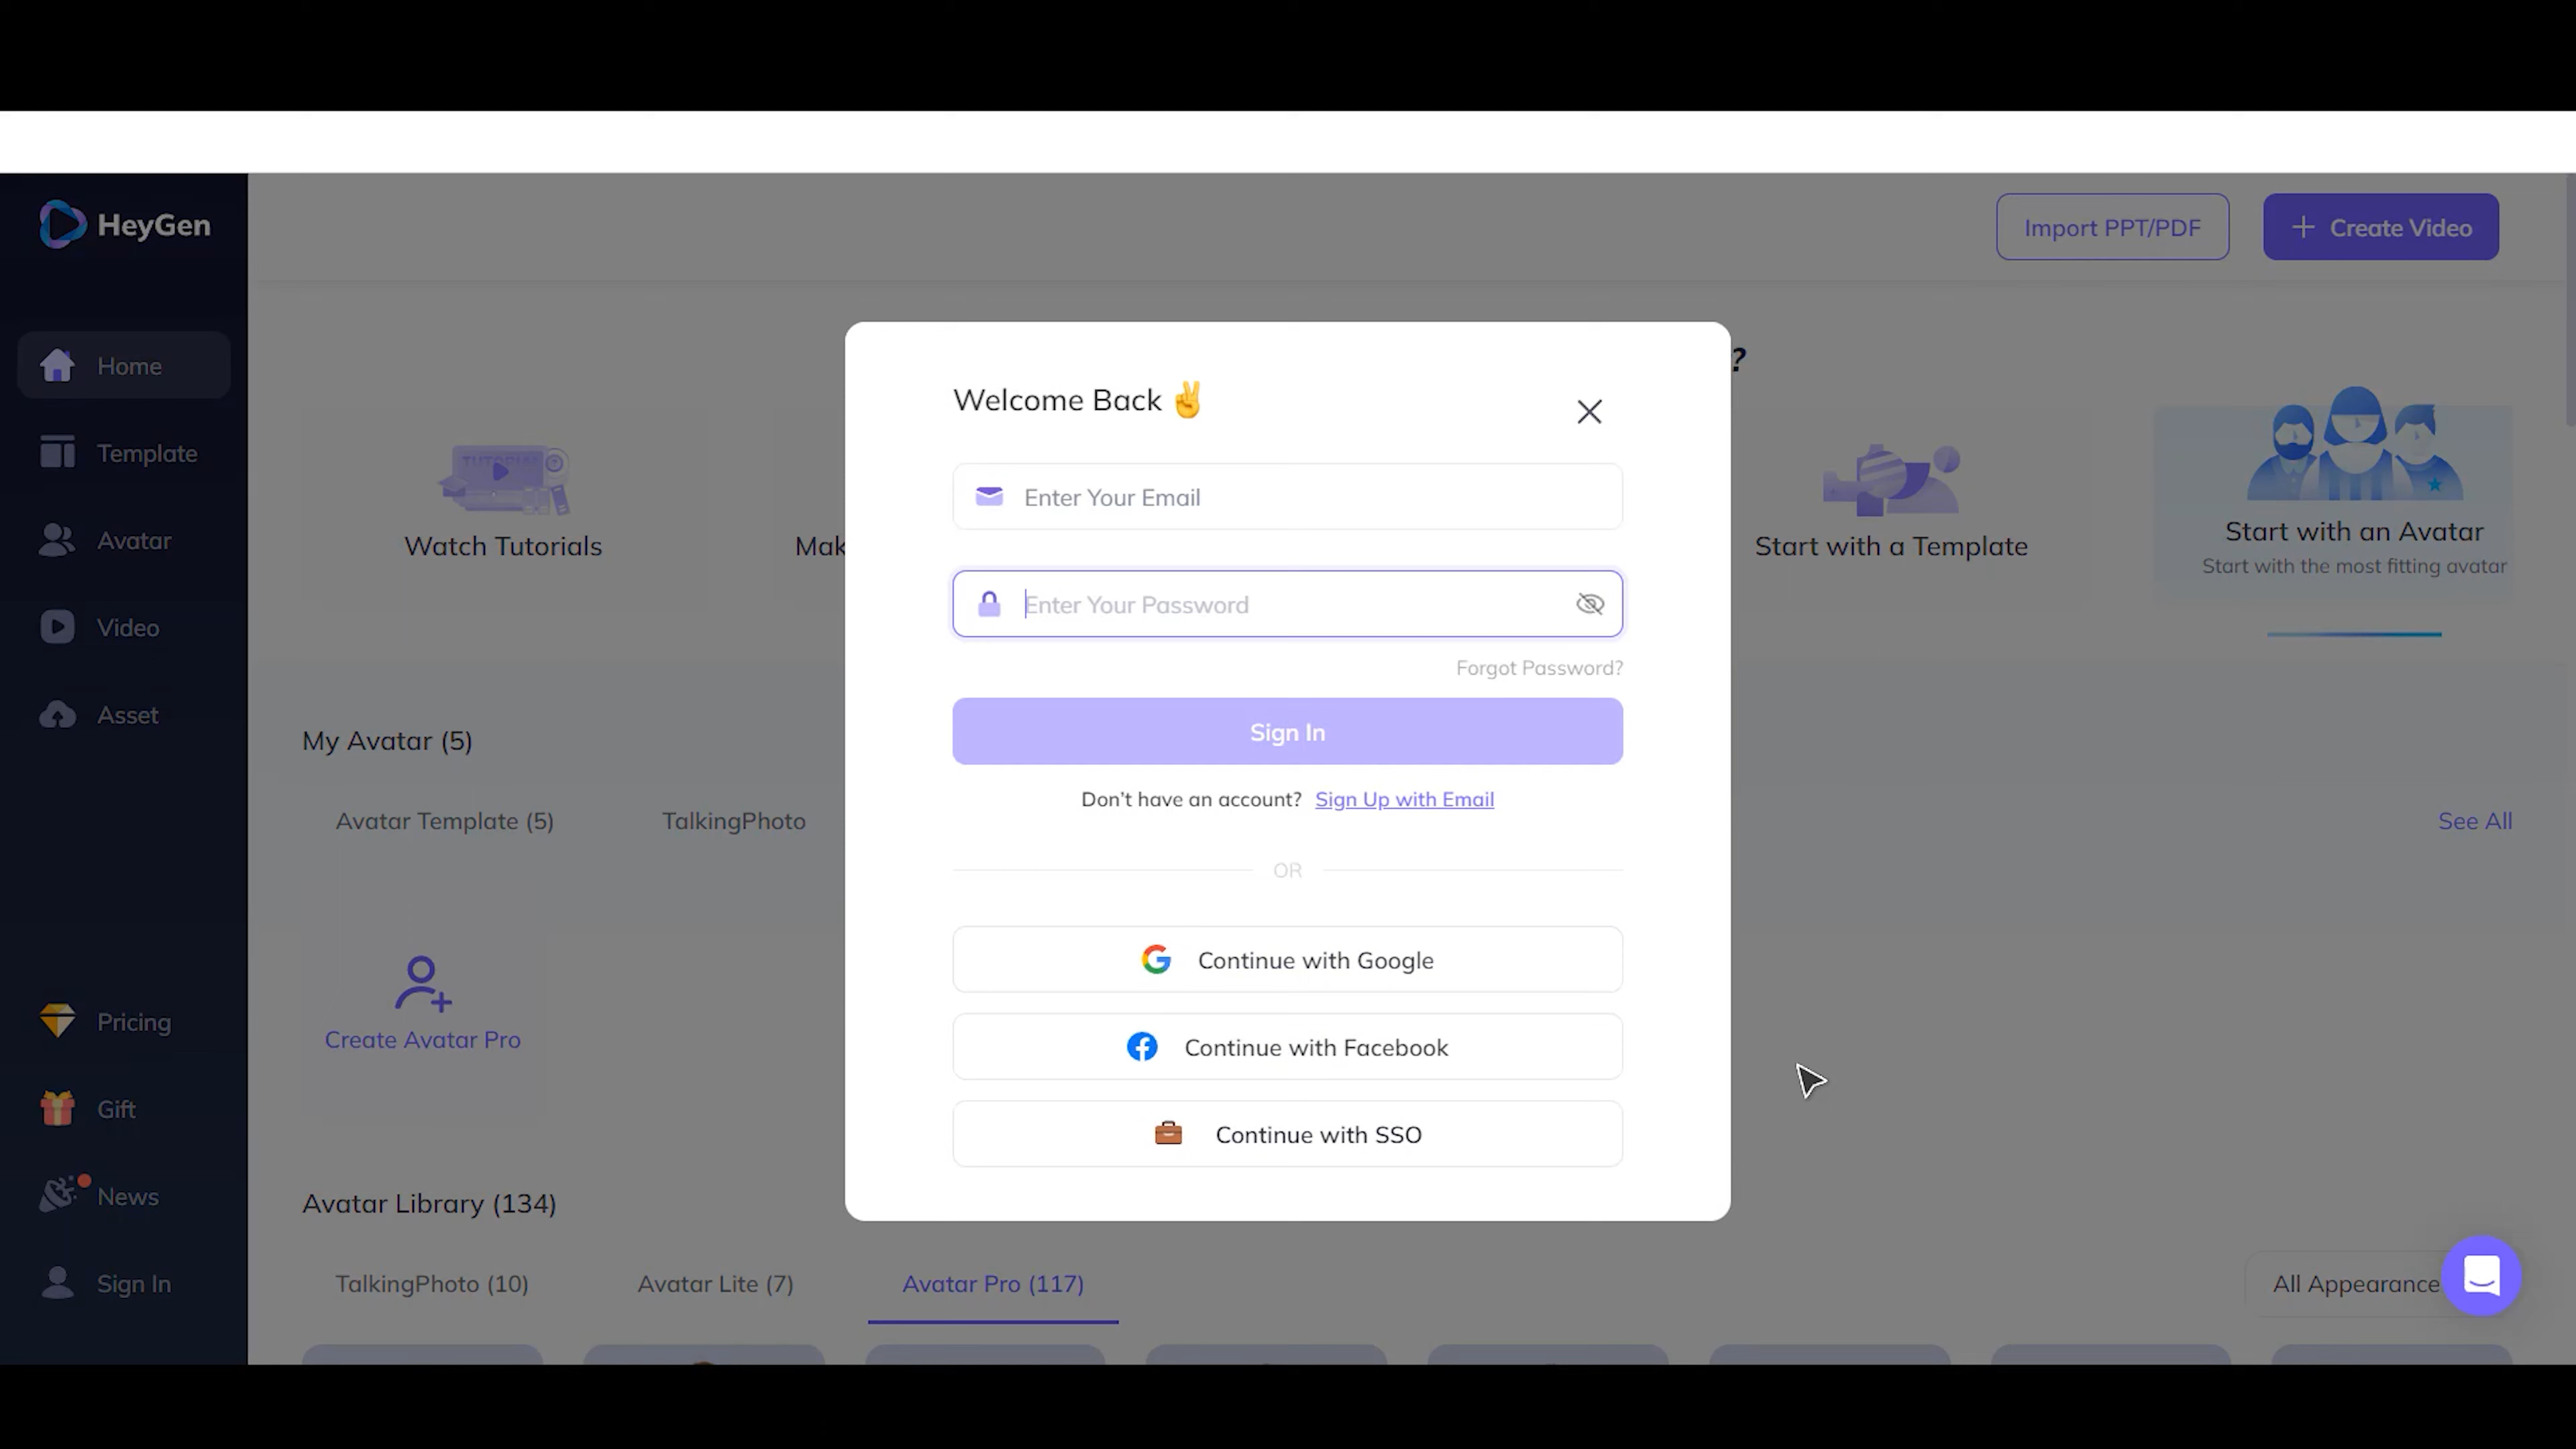 HeyGen
Import PPT/PDF
+ Create Video
Home
Template
Avatar
Video
Asset
Pricing
Gift
News
Sign In
?
TUTORIAL
Watch Tutorials
Mak
Start with a Template
Start with an Avatar
Start with the most fitting avatar
My Avatar (5)
Avatar Template (5)
TalkingPhoto
See All
Create Avatar Pro
Avatar Library (134)
TalkingPhoto (10)
Avatar Lite (7)
Avatar Pro (117)
All Appearance
Welcome Back ✌️
Enter Your Email
Enter Your Password
Forgot Password?
Sign In
Don't have an account? Sign Up with Email
OR
Continue with Google
Continue with Facebook
Continue with SSO